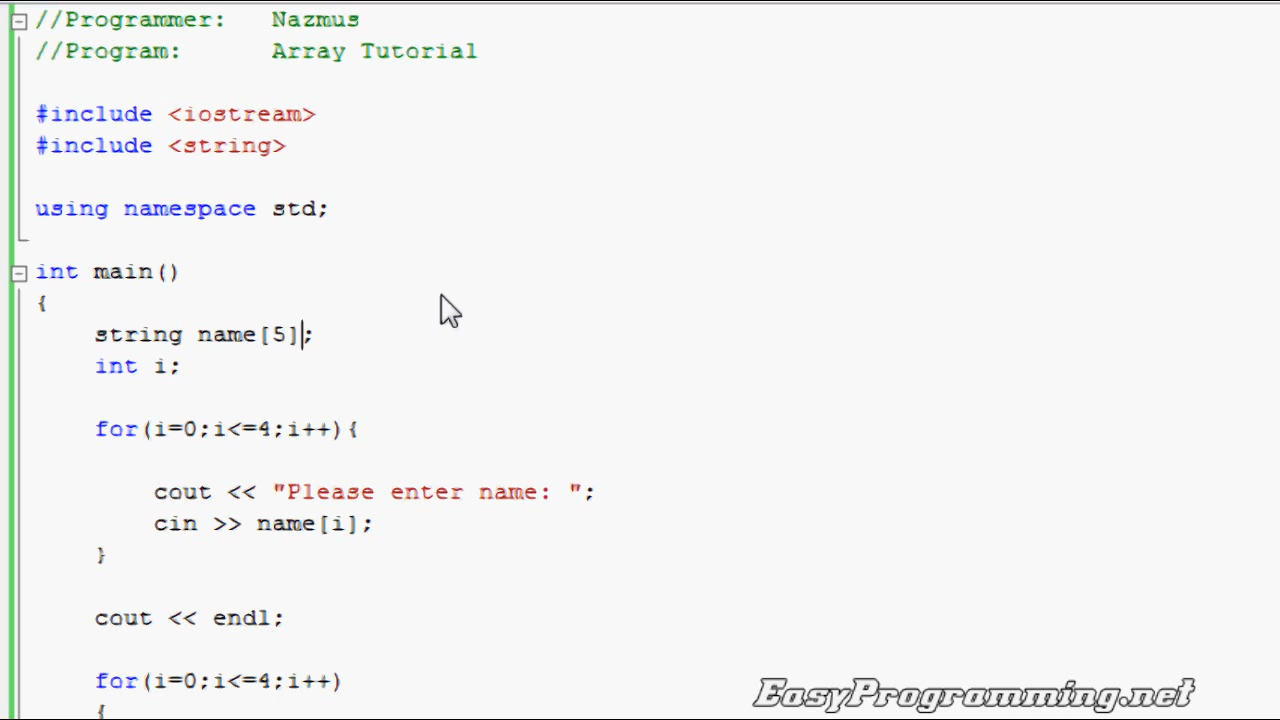 //Programmer:   Nazmus
//Program:      Array Tutorial
#include <iostream>
#include <string>
using namespace std;
int main()
{
    string name[5];
    int i;
    for(i=0;i<=4;i++){
        cout << "Please enter name: ";
        cin >> name[i];
    }
    cout << endl;
    for(i=0;i<=4;i++)
    {
EasyProgramming.net